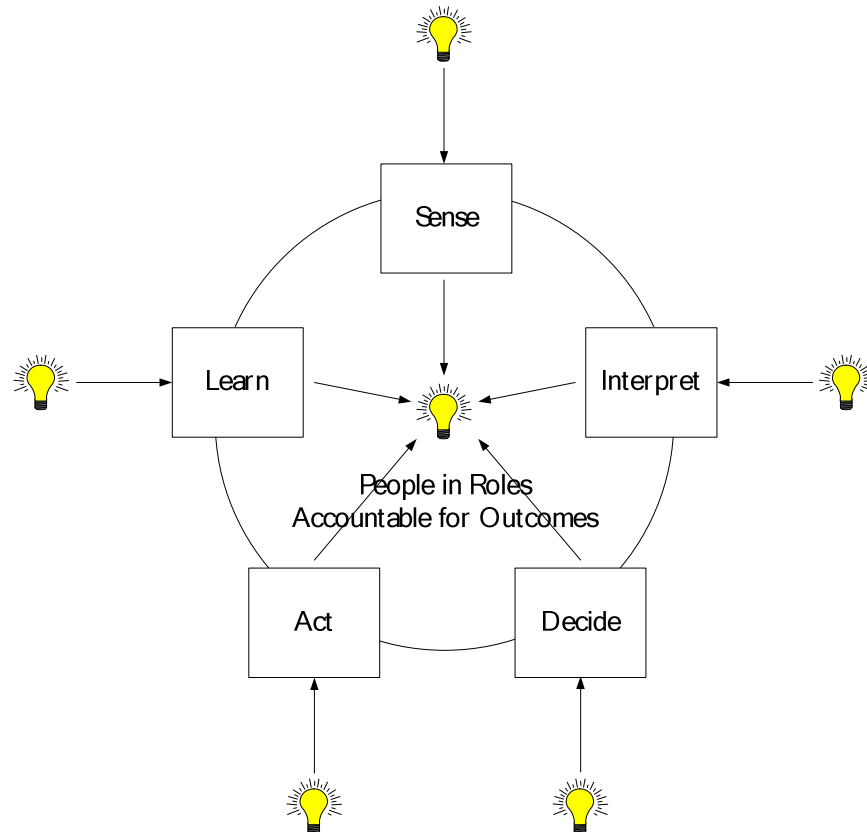 Sense
Learn
Interpret
People in Roles
Accountable for Outcomes
Act
Decide